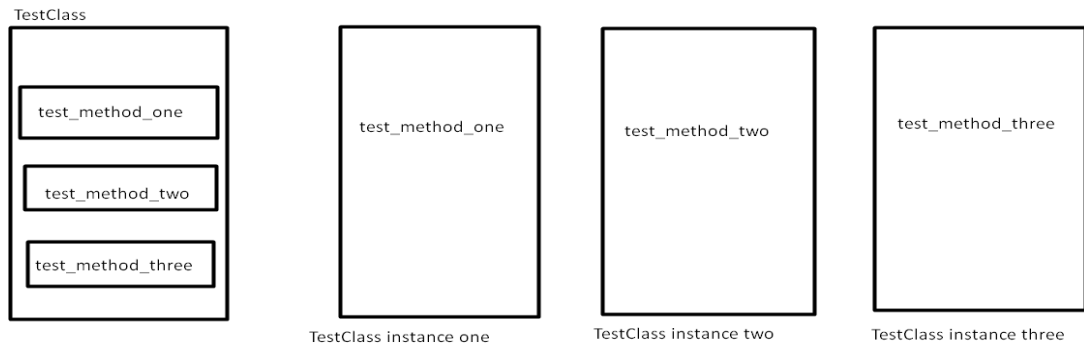 TestClass
test_method_one
test_method_two
test_method_three
test_method_one
TestClass instance one
test_method_two
TestClass instance two
test_method_three
TestClass instance three